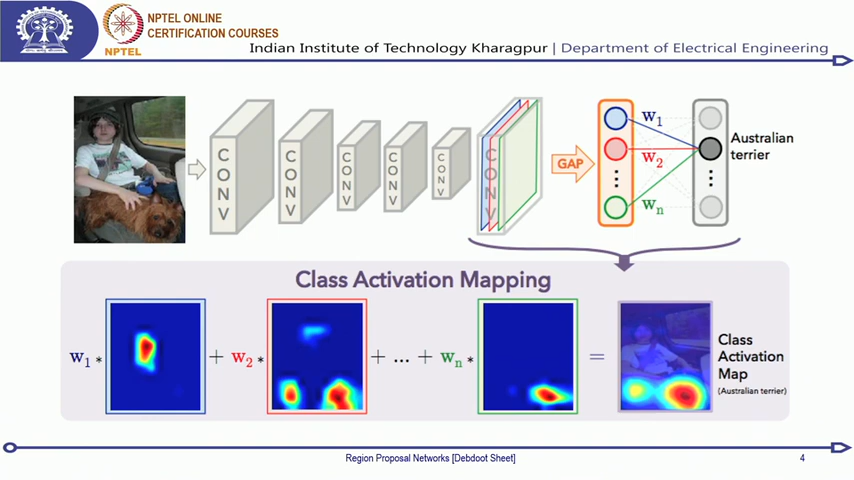 NPTEL ONLINE
CERTIFICATION COURSES
NPTEL
Indian Institute of Technology Kharagpur | Department of Electrical Engineering
CONV
CONV
CONV
CONV
CONV
CONV
GAP
w1
w2
wn
Australian
terrier
Class Activation Mapping
w1 * + w2 * + ... + wn * =
Class
Activation
Map
(Australian terrier)
Region Proposal Networks [Debdoot Sheet]
4